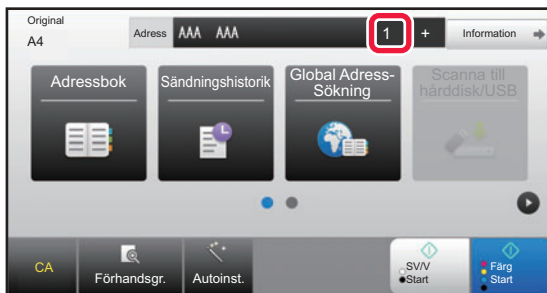 Original
A4
Adress AAA AAA 1 + Information
Adressbok
Sändningshistorik
Global Adress-
Sökning
Scanna till
hårddisk/USB
CA
Förhandsgr.
Autoinst.
SV/V
Start
Färg
Start